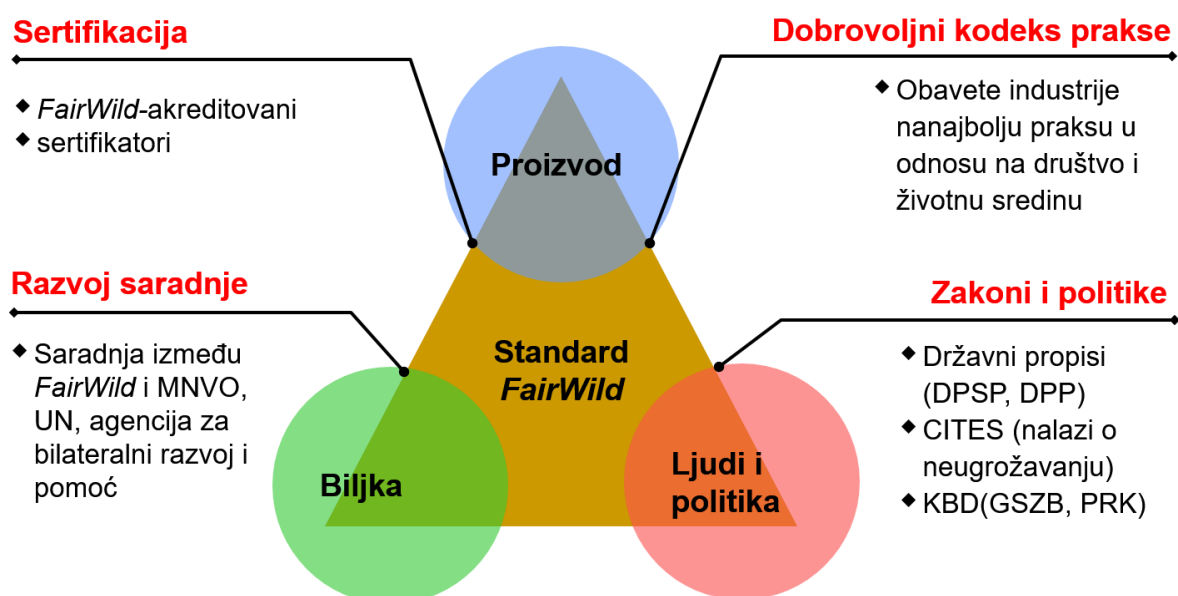 Sertifikacija
FairWild-akreditovani
sertifikatori
Dobrovoljni kodeks prakse
Obavete industrije
nanajbolju praksu u
odnosu na društvo i
životnu sredinu
Proizvod
Razvoj saradnje
Saradnja između
FairWild i MNVO,
UN, agencija za
bilateralni razvoj i
pomoć
Standard
FairWild
Zakoni i politike
Državni propisi
(DPSP, DPP)
CITES (nalazi o
neugrožavanju)
KBD(GSZB, PRK)
Biljka
Ljudi i
politika